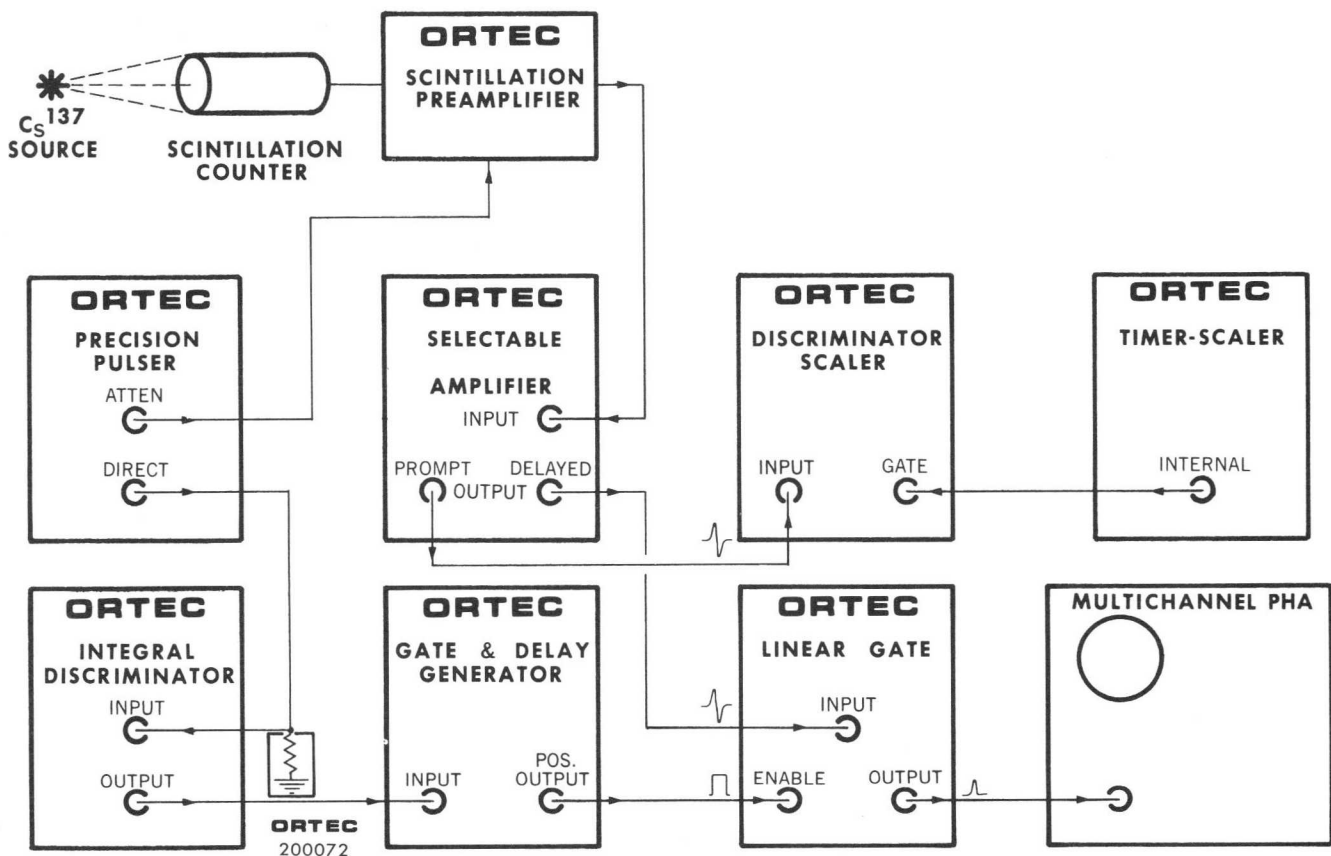 ORTEC
SCINTILLATION
PREAMPLIFIER
Cs 137
SOURCE
SCINTILLATION
COUNTER
ORTEC
PRECISION
PULSER
ATTEN
DIRECT
ORTEC
SELECTABLE
AMPLIFIER
INPUT
PROMPT DELAYED
OUTPUT
ORTEC
DISCRIMINATOR
SCALER
INPUT GATE
ORTEC
TIMER-SCALER
INTERNAL
ORTEC
INTEGRAL
DISCRIMINATOR
INPUT
OUTPUT
ORTEC
GATE & DELAY
GENERATOR
INPUT
POS.
OUTPUT
ORTEC
LINEAR GATE
INPUT
ENABLE OUTPUT
MULTICHANNEL PHA
ORTEC
200072